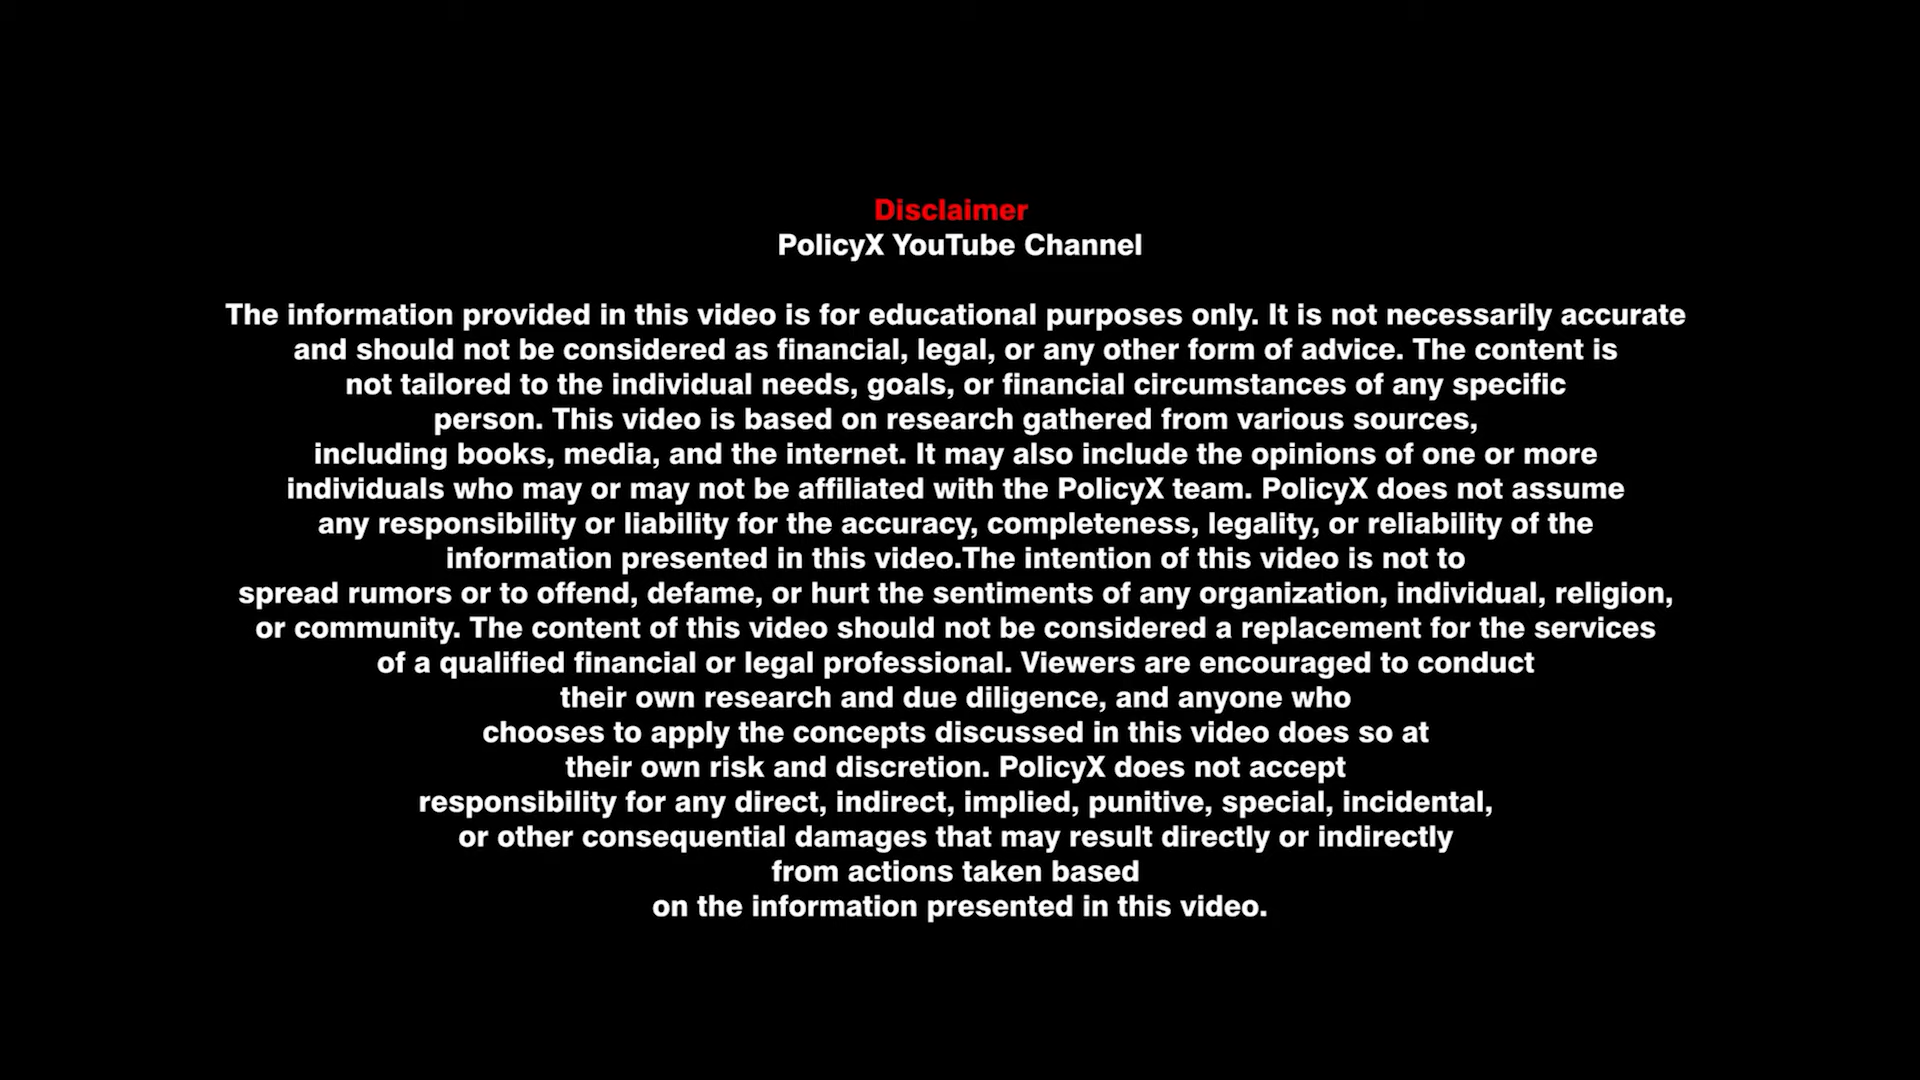 Disclaimer
PolicyX YouTube Channel
The information provided in this video is for educational purposes only. It is not necessarily accurate
and should not be considered as financial, legal, or any other form of advice. The content is
not tailored to the individual needs, goals, or financial circumstances of any specific
person. This video is based on research gathered from various sources,
including books, media, and the internet. It may also include the opinions of one or more
individuals who may or may not be affiliated with the PolicyX team. PolicyX does not assume
any responsibility or liability for the accuracy, completeness, legality, or reliability of the
information presented in this video.The intention of this video is not to
spread rumors or to offend, defame, or hurt the sentiments of any organization, individual, religion,
or community. The content of this video should not be considered a replacement for the services
of a qualified financial or legal professional. Viewers are encouraged to conduct
their own research and due diligence, and anyone who
chooses to apply the concepts discussed in this video does so at
their own risk and discretion. PolicyX does not accept
responsibility for any direct, indirect, implied, punitive, special, incidental,
or other consequential damages that may result directly or indirectly
from actions taken based
on the information presented in this video.